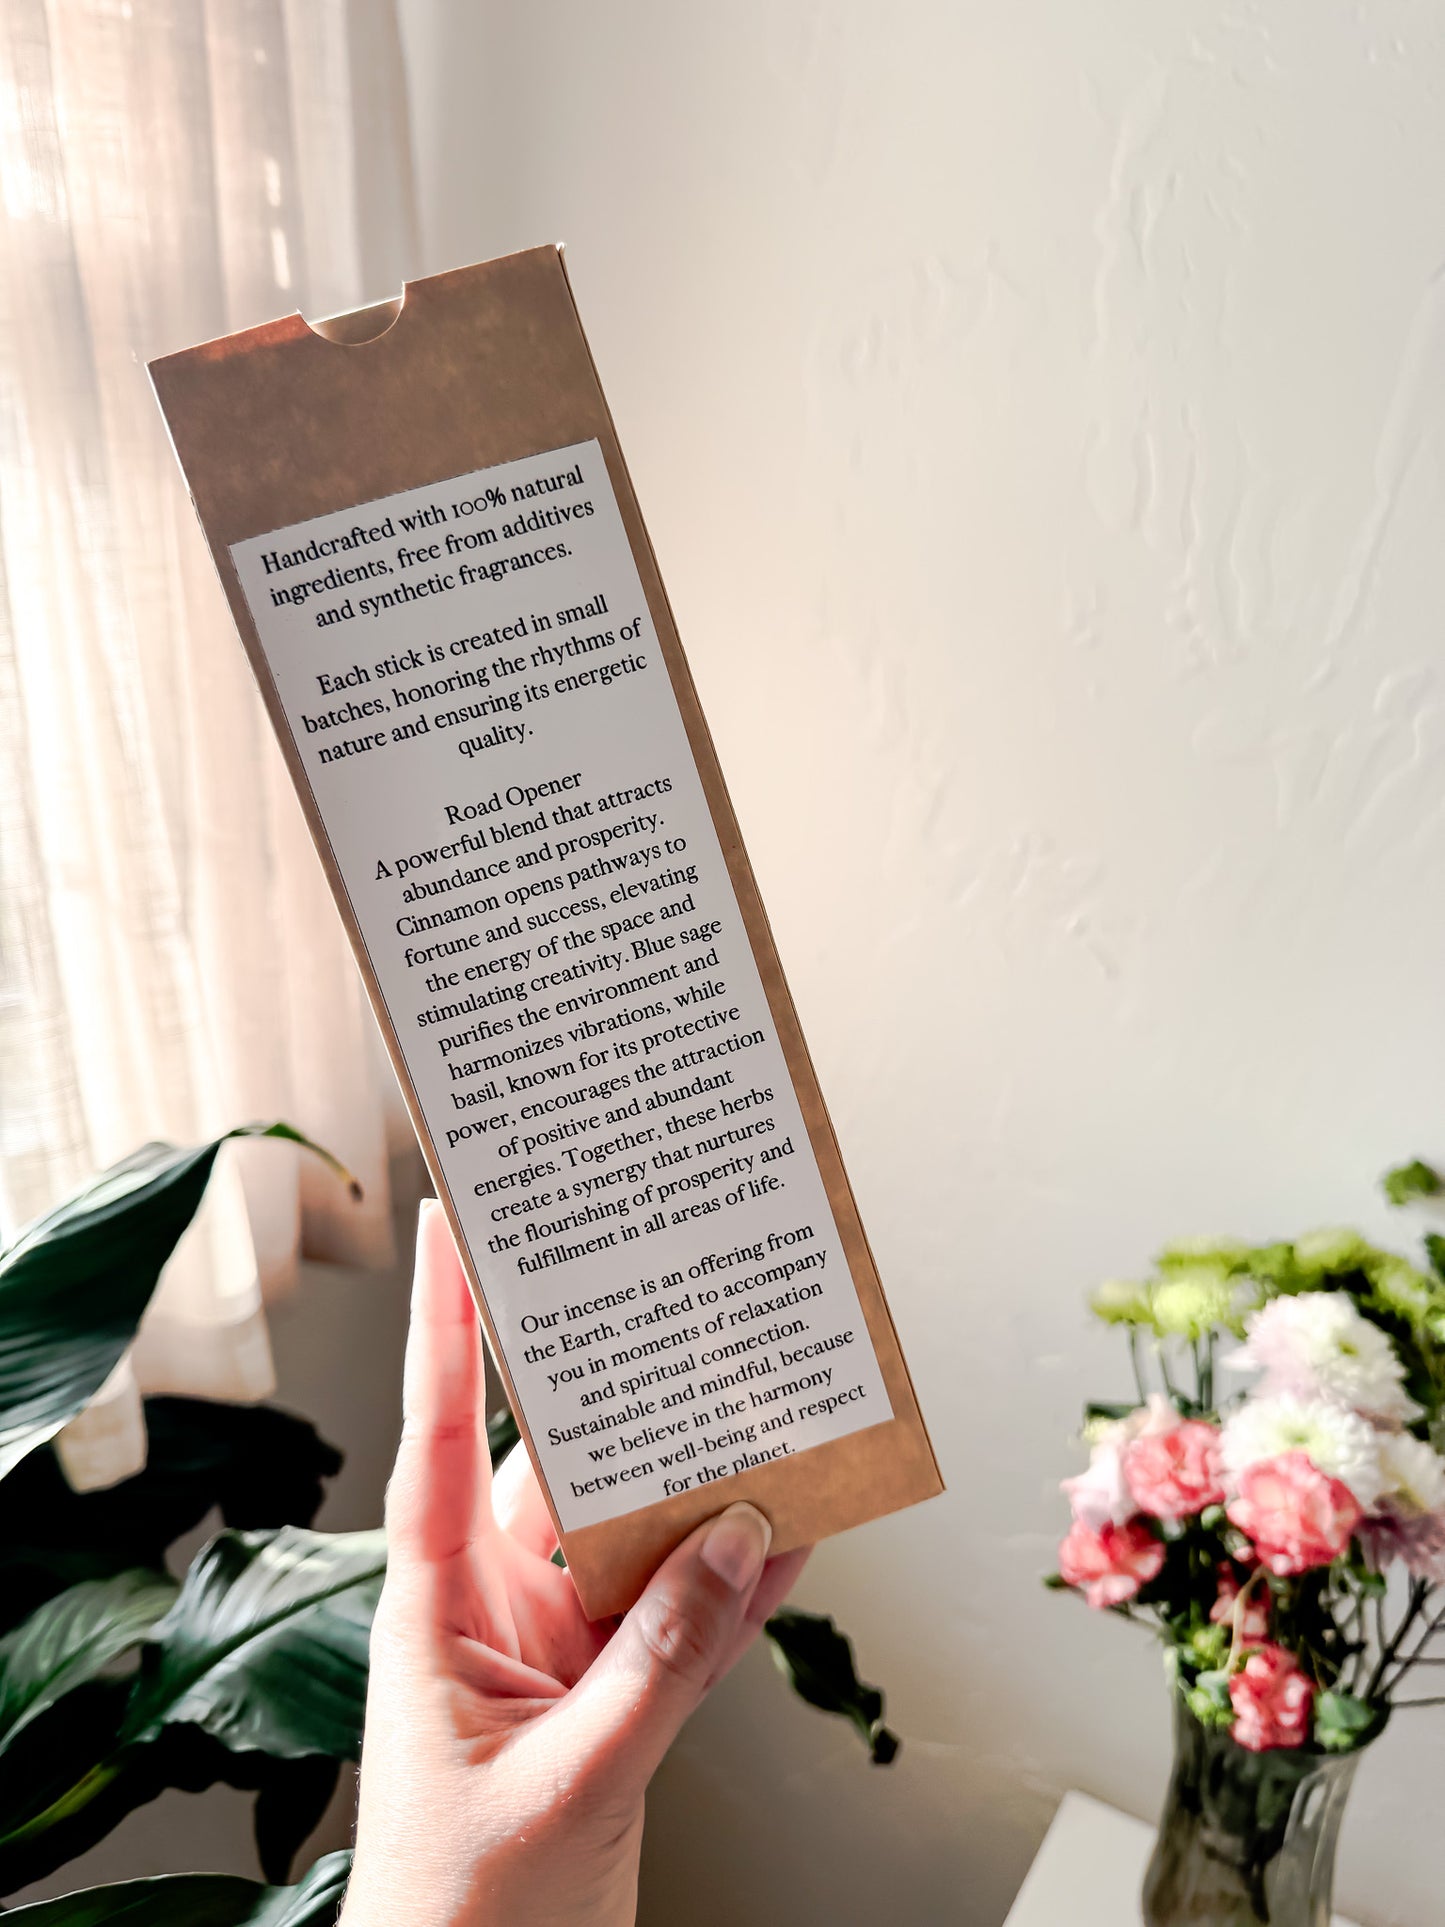 Handcrafted with 100% natural
ingredients, free from additives
and synthetic fragrances.
Each stick is created in small
batches, honoring the rhythms of
nature and ensuring its energetic
quality.
Road Opener
A powerful blend that attracts
abundance and prosperity.
Cinnamon opens pathways to
fortune and success, elevating
the energy of the space and
stimulating creativity. Blue sage
purifies the environment and
harmonizes vibrations, while
basil, known for its protective
power, encourages the attraction
of positive and abundant
energies. Together, these herbs
create a synergy that nurtures
the flourishing of prosperity and
fulfillment in all areas of life.
Our incense is an offering from
the Earth, crafted to accompany
you in moments of relaxation
and spiritual connection.
Sustainable and mindful, because
we believe in the harmony
between well-being and respect
for the planet.